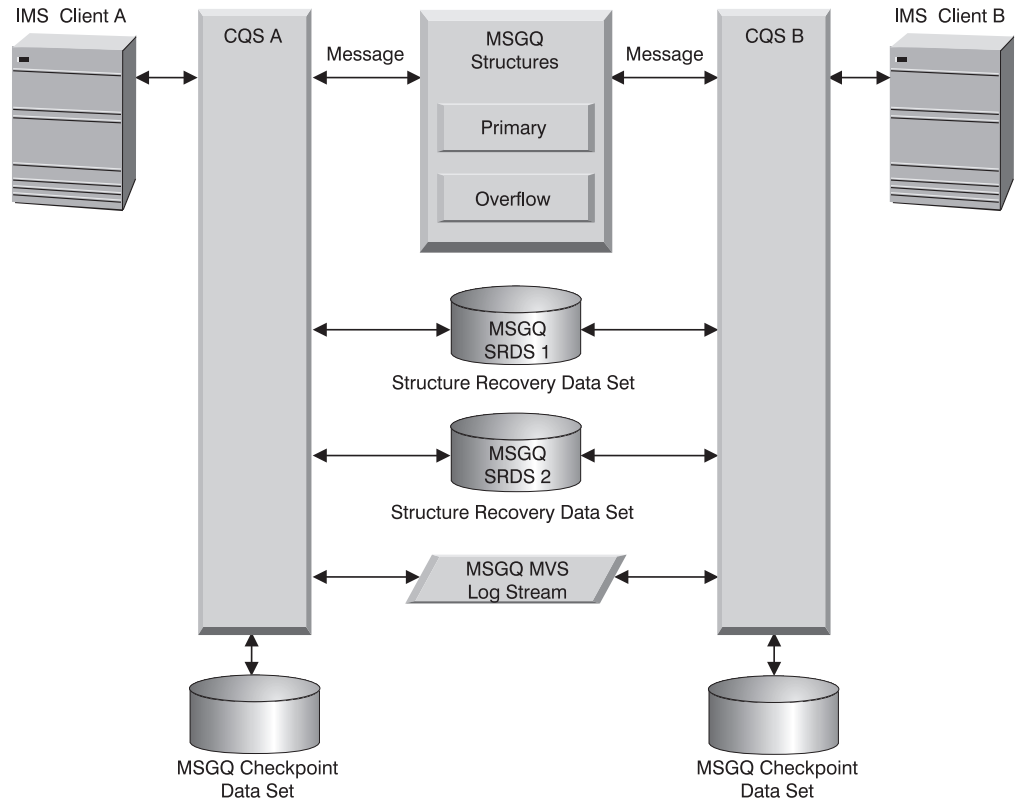 IMS Client A
CQS A
Message
MSGQ
Structures
Message
CQS B
IMS Client B
Primary
Overflow
MSGQ
SRDS 1
Structure Recovery Data Set
MSGQ
SRDS 2
Structure Recovery Data Set
MSGQ MVS
Log Stream
MSGQ Checkpoint
Data Set
MSGQ Checkpoint
Data Set